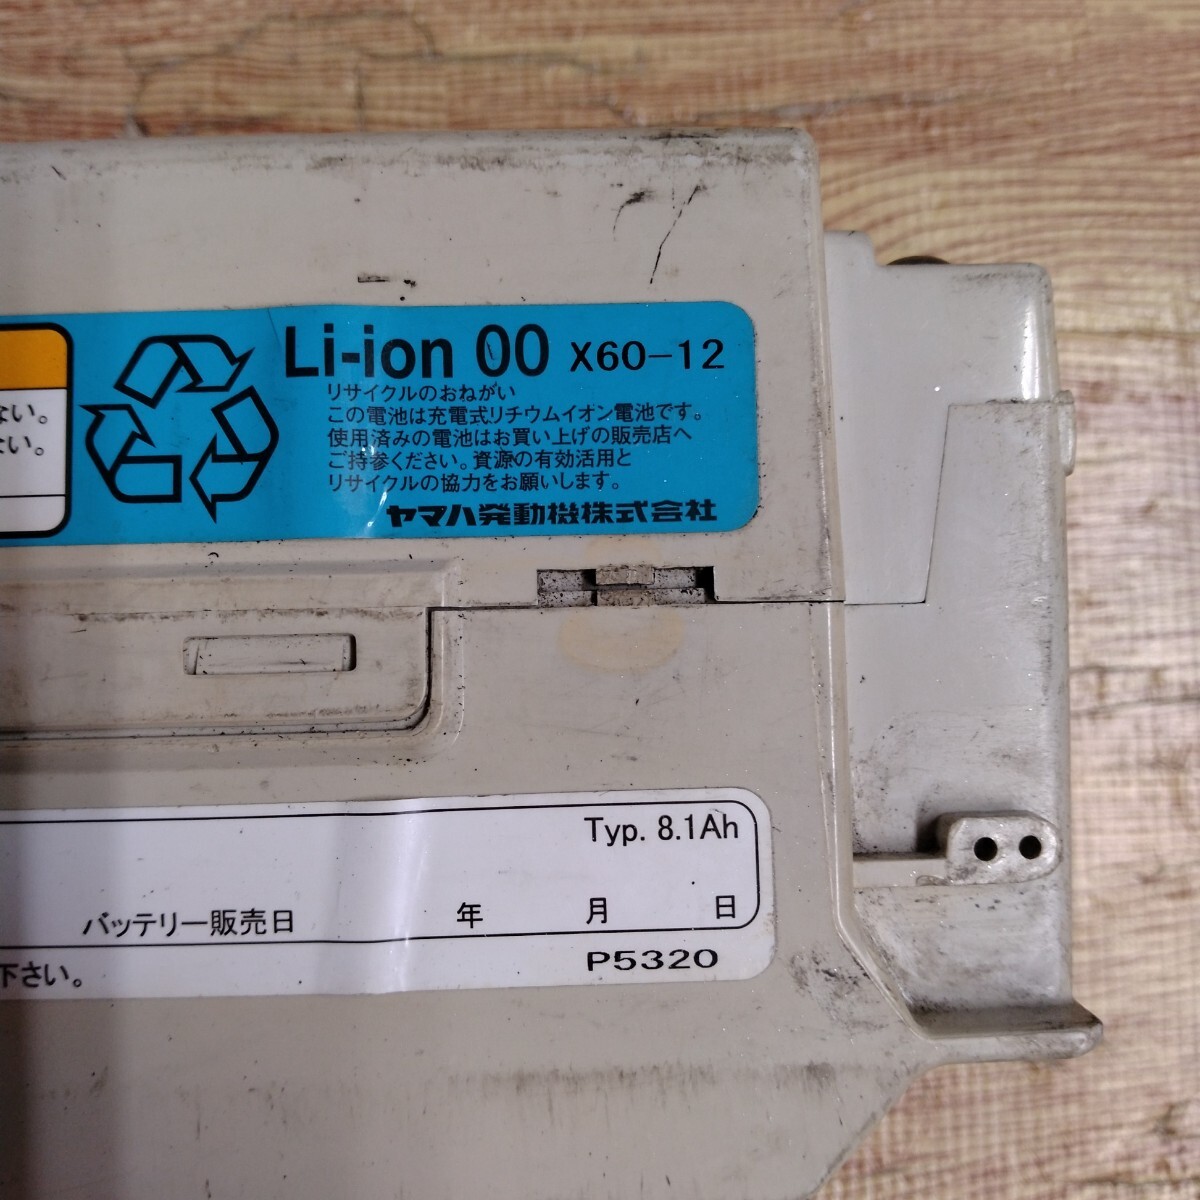 Li-ion 00 X60-12
リサイクルのおねがい
この電池は充電式リチウムイオン電池です。
使用済みの電池はお買い上げの販売店へ
ご持参ください。資源の有効活用と
リサイクルの協力をお願いします。
ヤマハ発動機株式会社
ない。
ない。
Typ. 8.1Ah
バッテリー販売日 年 月 日
下さい。
P5320